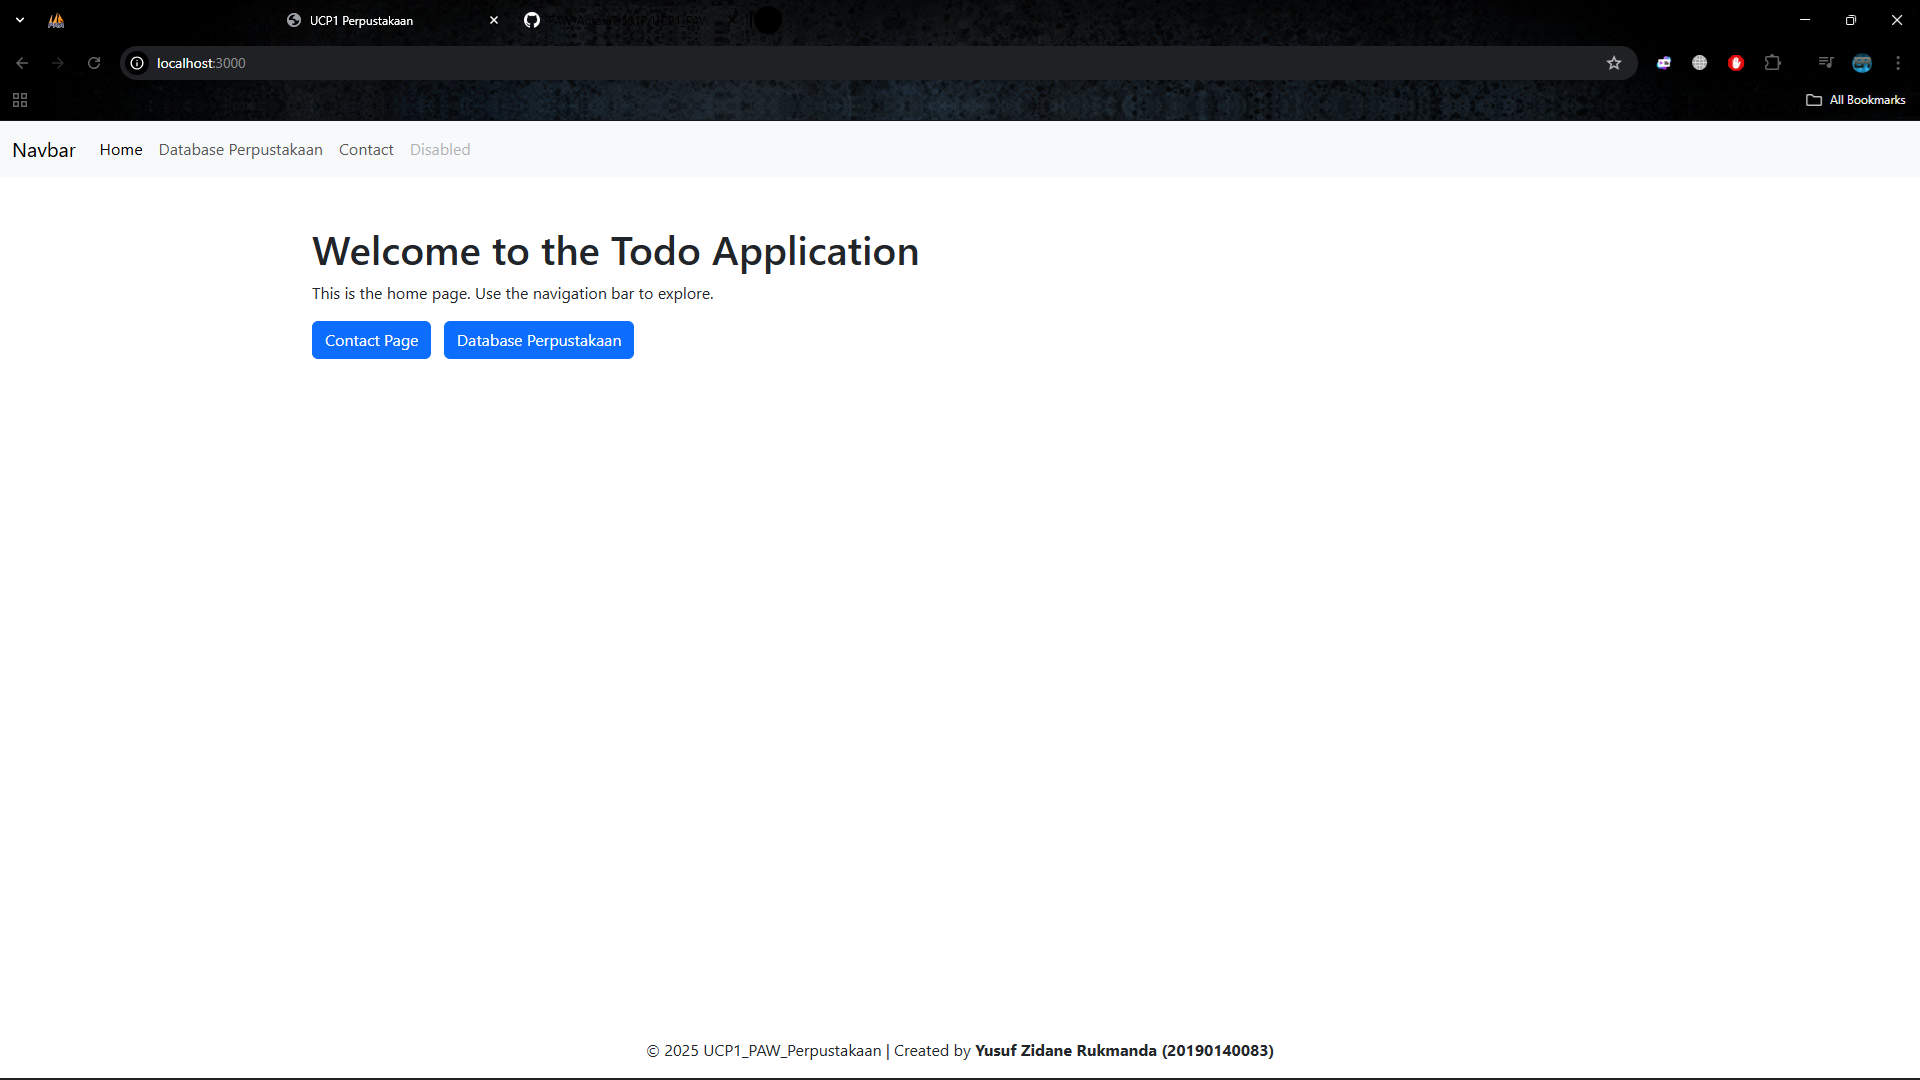 UCP1 Perpustakaan
localhost:3000
All Bookmarks
Navbar Home Database Perpustakaan Contact Disabled
Welcome to the Todo Application
This is the home page. Use the navigation bar to explore.
Contact Page Database Perpustakaan
© 2025 UCP1_PAW_Perpustakaan | Created by Yusuf Zidane Rukmanda (20190140083)